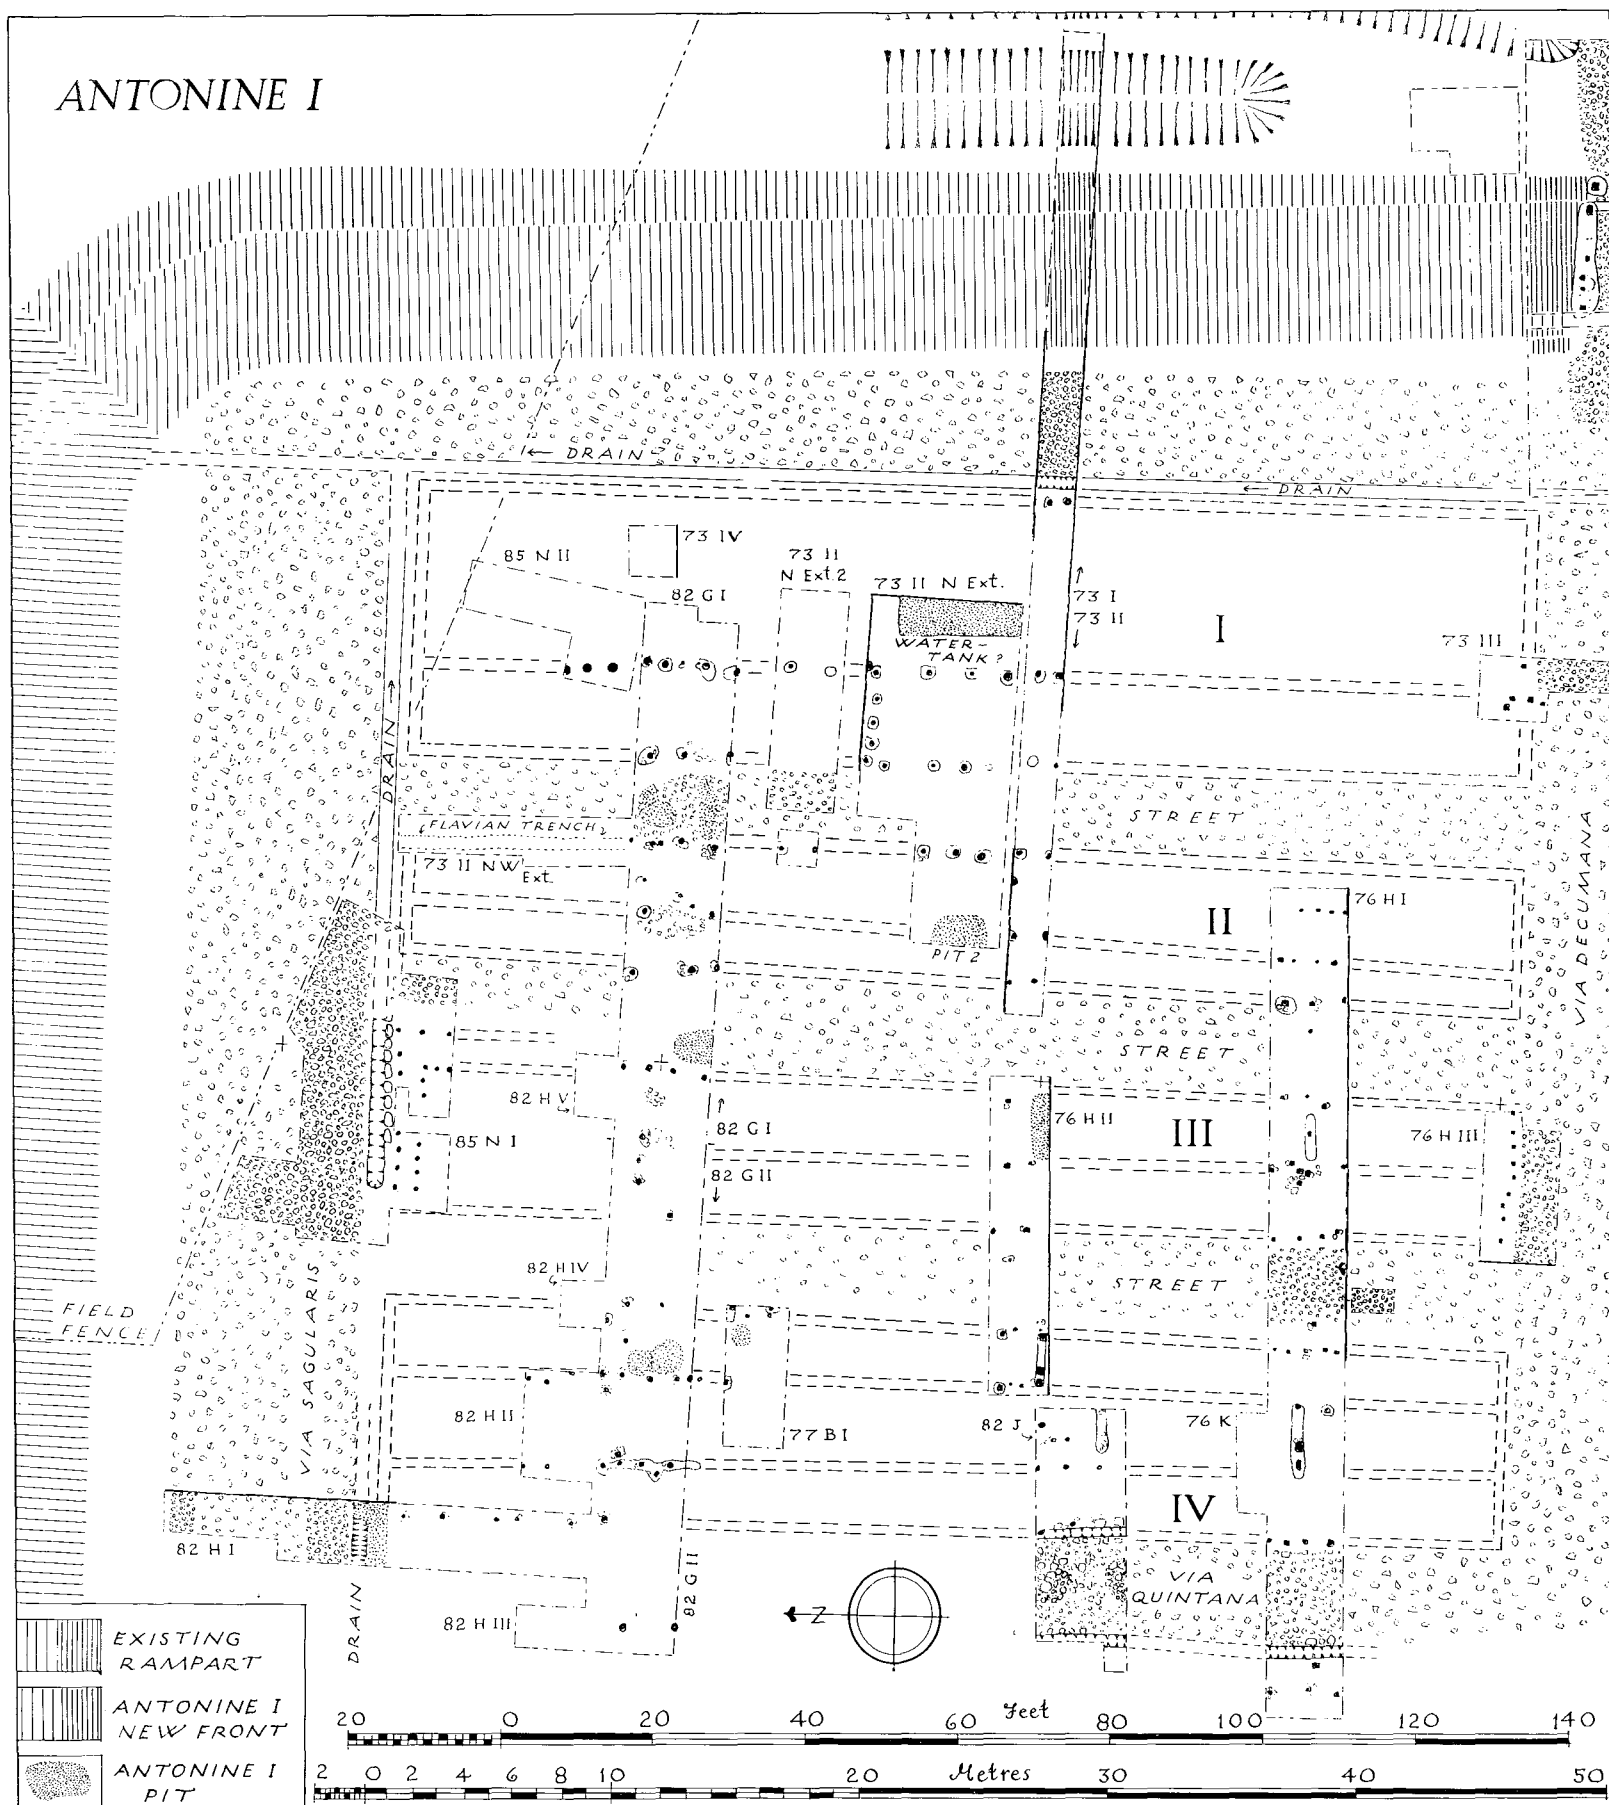 ANTONINE I
← DRAIN
← DRAIN
73 IV
85 N II
73 II
N Ext. 2
73 II N Ext.
82 G I
73 I
73 II
I
73 III
WATER-
TANK?
DRAIN →
STREET
FLAVIAN TRENCH
73 II NW
Ext.
VIA DECUMANA
76 H I
II
PIT 2
STREET
82 H V
82 G I
76 H II
III
76 H III
85 N I
82 G II
82 H IV
STREET
FIELD
FENCE
VIA SAGULARIS
82 H II
77 B I
82 J
76 K
IV
82 H I
VIA
QUINTANA
82 G II
82 H III
DRAIN
Z
EXISTING
RAMPART
ANTONINE I
NEW FRONT
ANTONINE I
PIT
20 0 20 40 60 Feet 80 100 120 140
2 0 2 4 6 8 10 20 Metres 30 40 50